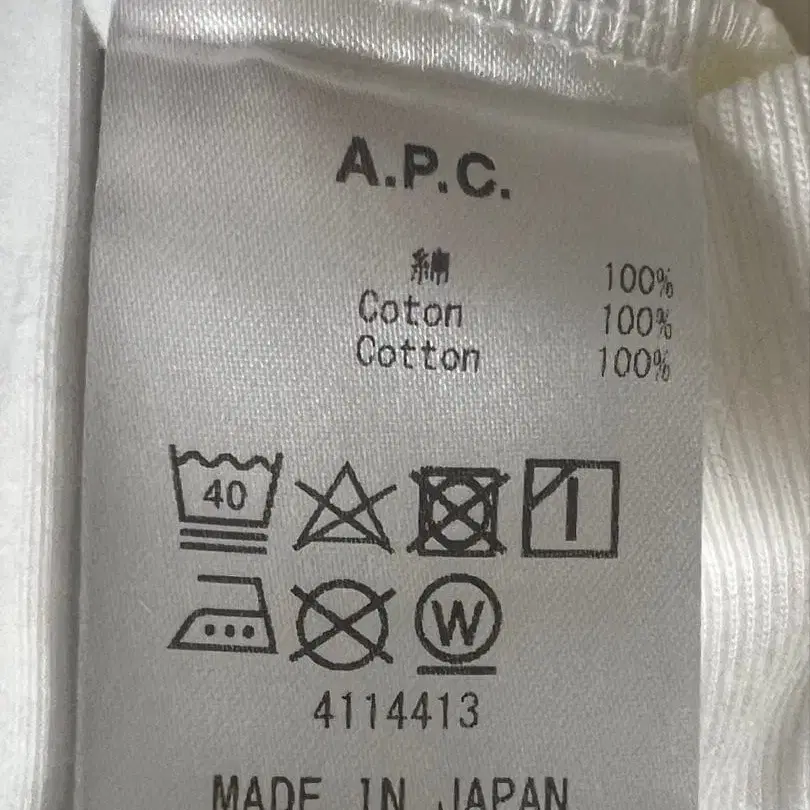 A.P.C.
綿 100%
Coton 100%
Cotton 100%
40
W
4114413
MADE IN JAPAN